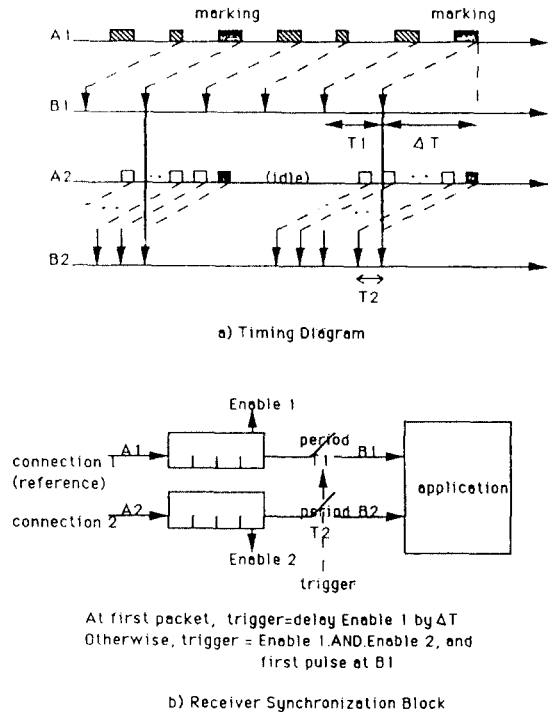 marking marking
A1
B1
T1 ΔT
A2 (idle)
B2
T2
a) Timing Diagram
Enable 1
A1 period B1
connection 1 T1
(reference)
application
A2 period B2
connection 2 T2
Enable 2
trigger
At first packet, trigger=delay Enable 1 by ΔT
Otherwise, trigger = Enable 1.AND.Enable 2, and
first pulse at B1
b) Receiver Synchronization Block